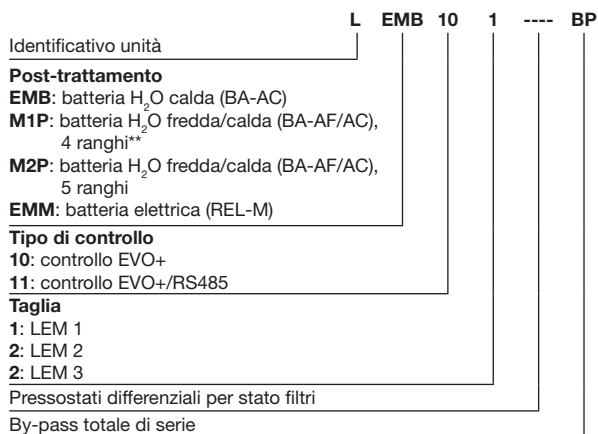 L EMB 10 1 ---- BP
Identificativo unità
Post-trattamento
EMB: batteria H₂O calda (BA-AC)
M1P: batteria H₂O fredda/calda (BA-AF/AC),
4 ranghi**
M2P: batteria H₂O fredda/calda (BA-AF/AC),
5 ranghi
EMM: batteria elettrica (REL-M)
Tipo di controllo
10: controllo EVO+
11: controllo EVO+/RS485
Taglia
1: LEM 1
2: LEM 2
2: LEM 3
Pressostati differenziali per stato filtri
By-pass totale di serie